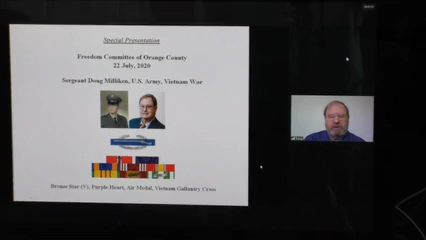 Special Presentation
Freedom Committee of Orange County
22 July, 2020
Sergeant Doug Milliken, U.S. Army, Vietnam War
Bronze Star (V), Purple Heart, Air Medal, Vietnam Gallantry Cross